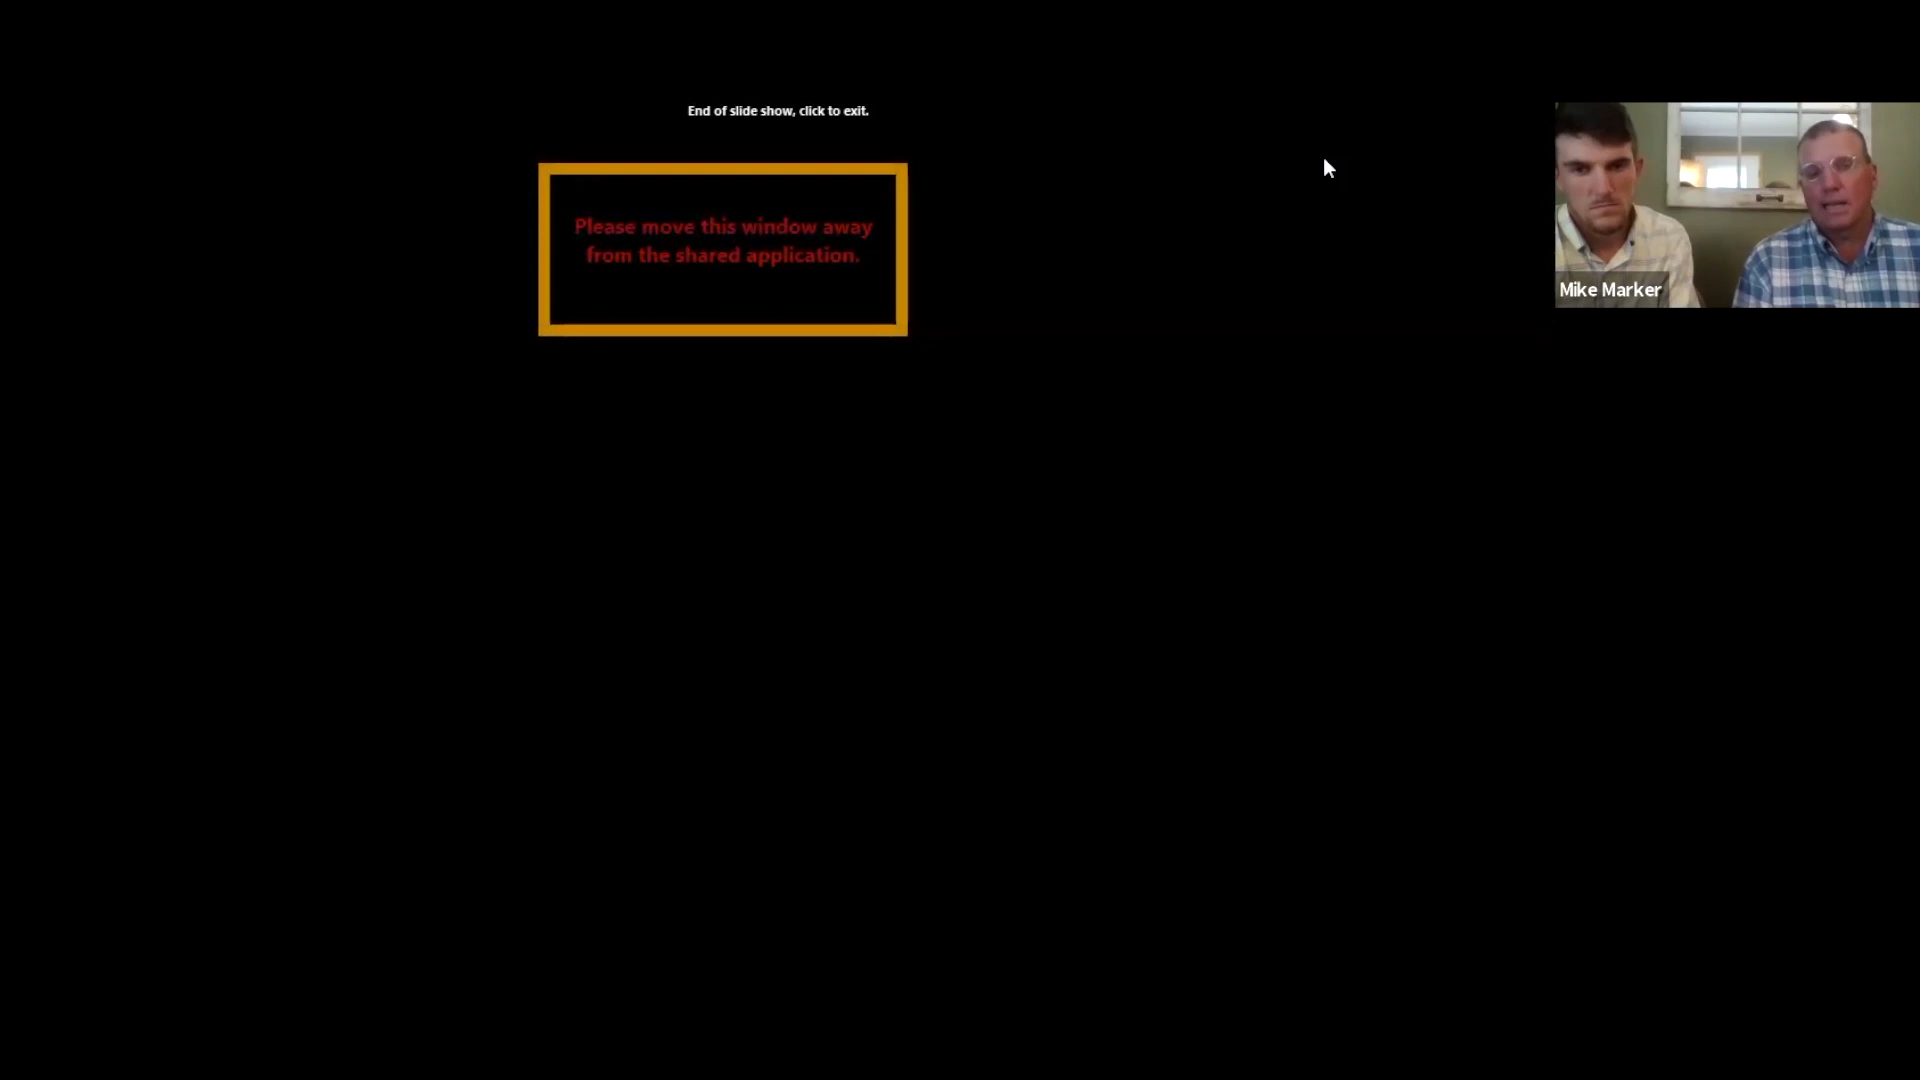 End of slide show, click to exit.
Please move this window away
from the shared application.
Mike Marker